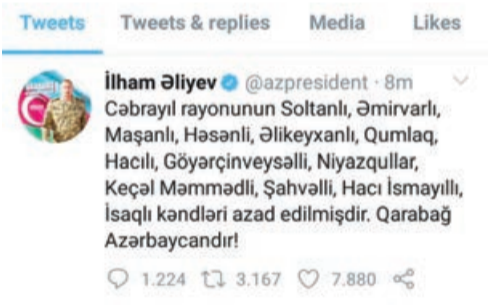 Tweets Tweets & replies Media Likes
İlham Əliyev @azpresident · 8m
Cəbrayıl rayonunun Soltanlı, Əmirvarlı,
Maşanlı, Həsənli, Əlikeyxanlı, Qumlaq,
Hacılı, Göyərçinveysəlli, Niyazqullar,
Keçəl Məmmədli, Şahvəlli, Hacı İsmayıllı,
İsaqlı kəndləri azad edilmişdir. Qarabağ
Azərbaycandır!
1.224 3.167 7.880